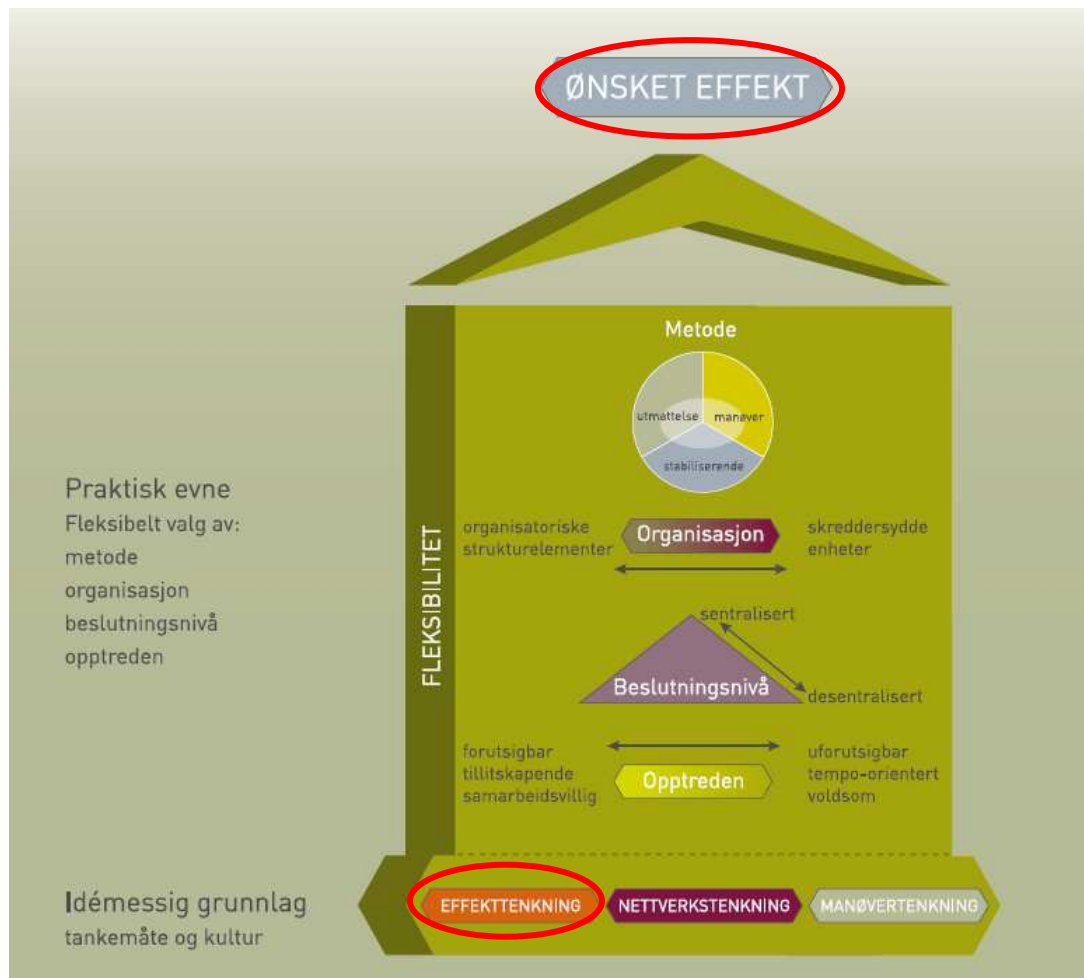 ØNSKET EFFEKT
Metode
utmattelse
manøver
stabiliserende
Praktisk evne
Fleksibelt valg av:
metode
organisasjon
beslutningsnivå
opptreden
FLEKSIBILITET
organisatoriske
strukturelementer
Organisasjon
skreddersydde
enheter
sentralisert
Beslutningsnivå
desentralisert
forutsigbar
tillitskapende
samarbeidsvillig
Opptreden
uforutsigbar
tempo-orientert
voldsom
Idémessig grunnlag
tankemåte og kultur
EFFEKTTENKNING
NETTVERKSTENKNING
MANØVERTENKNING